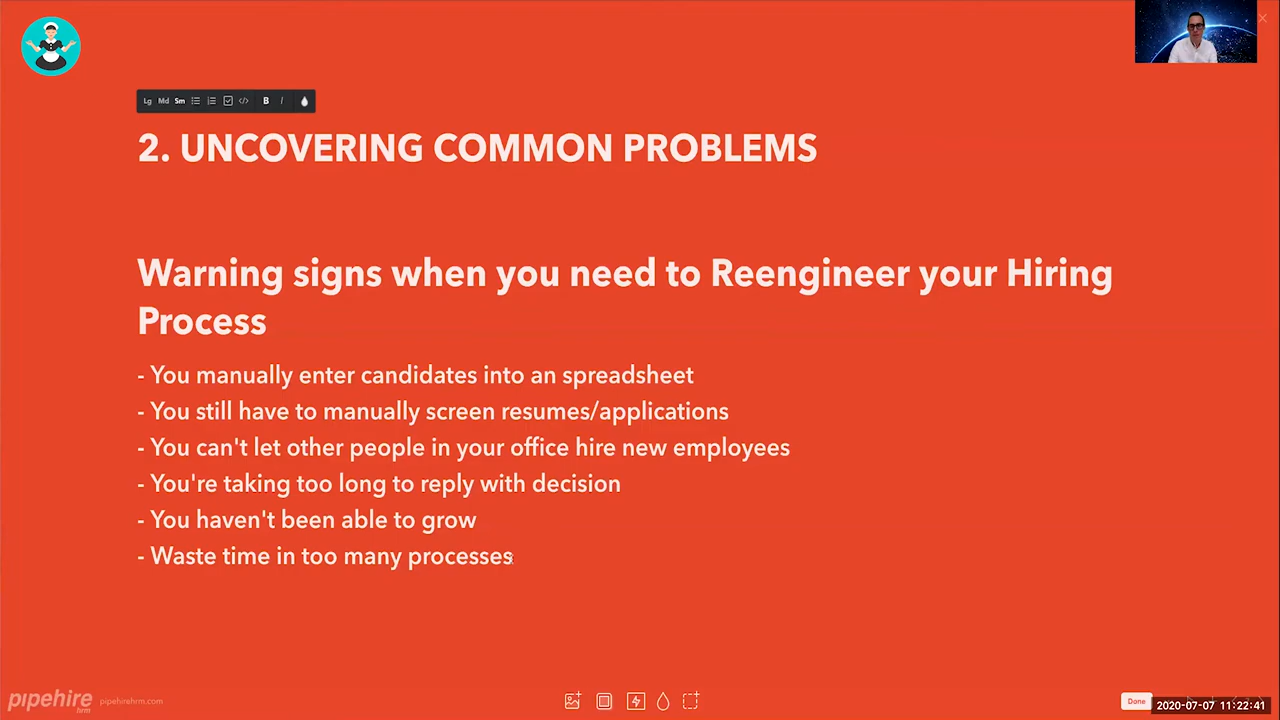 Lg Md Sm </> B I
2. UNCOVERING COMMON PROBLEMS
Warning signs when you need to Reengineer your Hiring
Process
- You manually enter candidates into an spreadsheet
- You still have to manually screen resumes/applications
- You can't let other people in your office hire new employees
- You're taking too long to reply with decision
- You haven't been able to grow
- Waste time in too many processes
pipehire
hrm
pipehirehrm.com
Done
2020-07-07 11:22:41